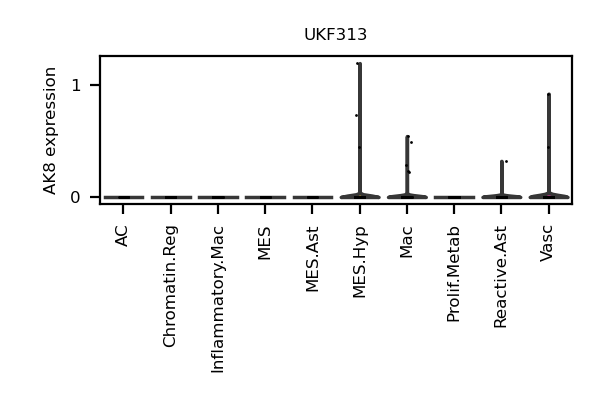 UKF313
AK8 expression
1
0
AC
Chromatin.Reg
Inflammatory.Mac
MES
MES.Ast
MES.Hyp
Mac
Prolif.Metab
Reactive.Ast
Vasc